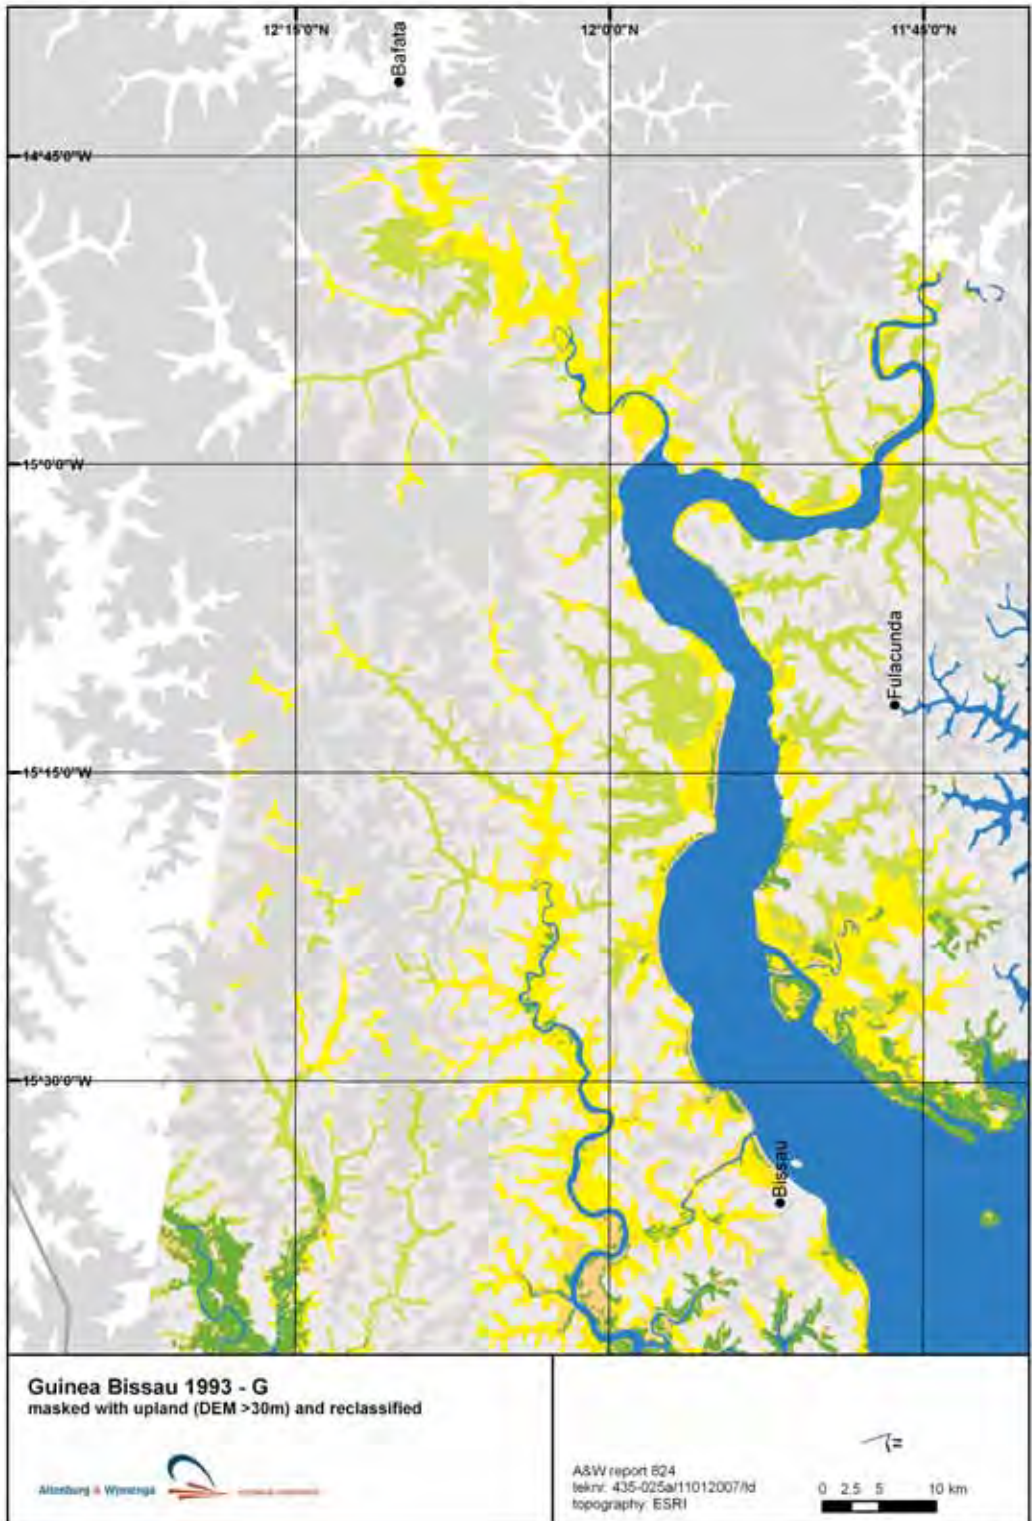 12°15'0"N
12°0'0"N
11°45'0"N
Bafata
14°45'0"W
15°0'0"W
Fulacunda
15°15'0"W
15°30'0"W
Bissau
Guinea Bissau 1993 - G
masked with upland (DEM >30m) and reclassified
Altenburg & Wymenga
A&W report 824
teknr: 435-025a/11012007/ld
topography: ESRI
0 2.5 5 10 km